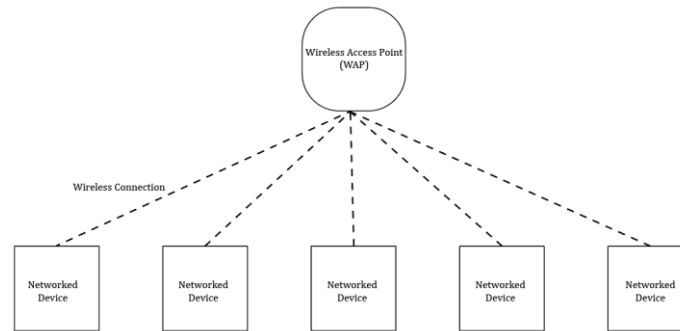 Wireless Access Point
(WAP)
Wireless Connection
Networked
Device
Networked
Device
Networked
Device
Networked
Device
Networked
Device